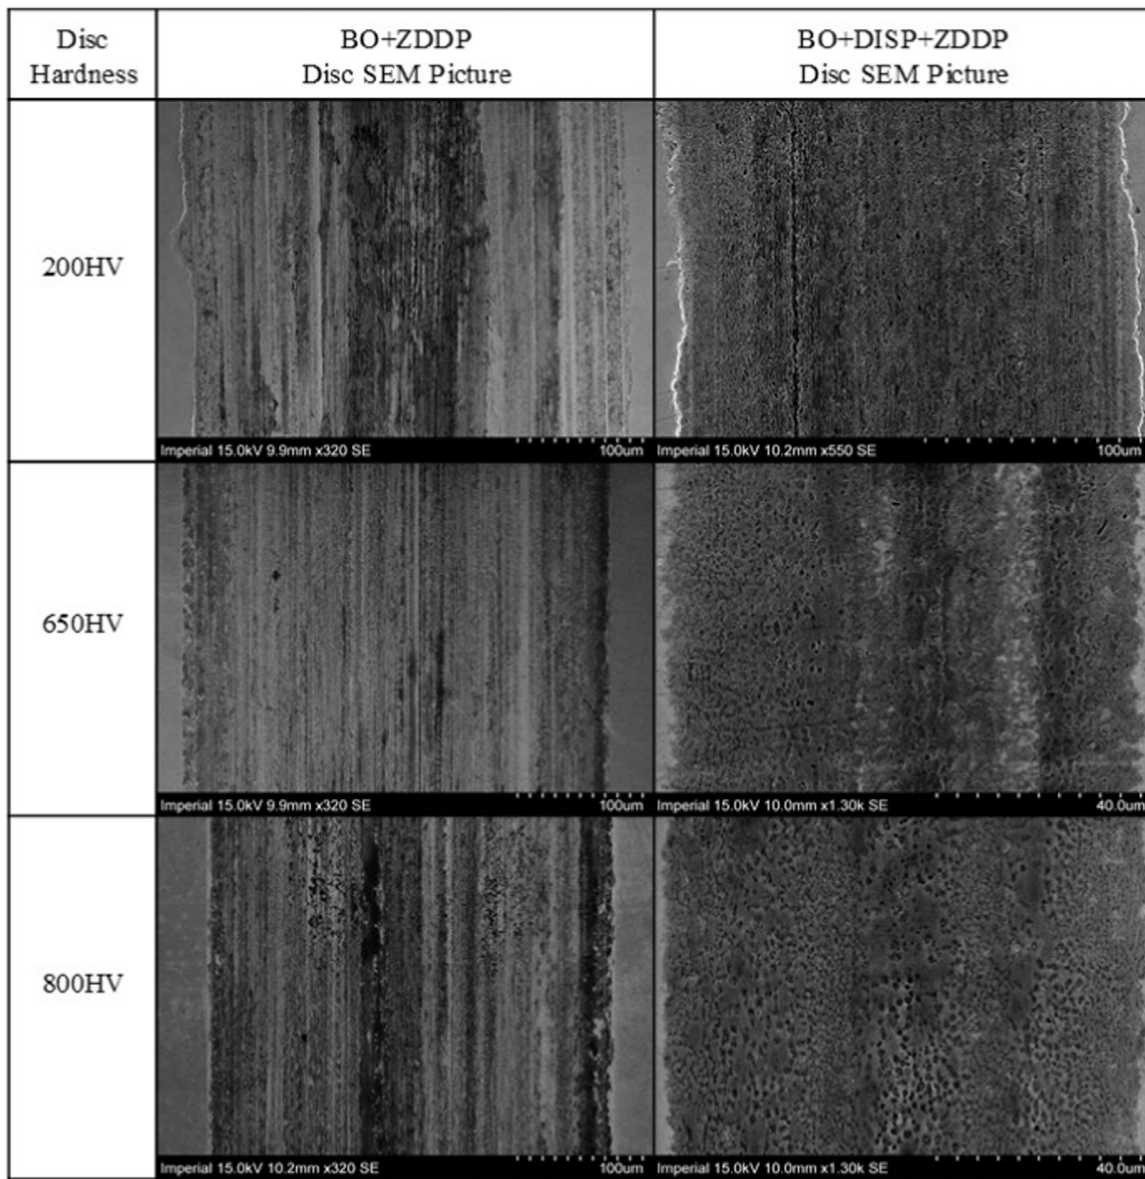 Disc
Hardness
BO+ZDDP
Disc SEM Picture
BO+DISP+ZDDP
Disc SEM Picture
200HV
Imperial 15.0kV 9.9mm x320 SE 100um
Imperial 15.0kV 10.2mm x550 SE 100um
650HV
Imperial 15.0kV 9.9mm x320 SE 100um
Imperial 15.0kV 10.0mm x1.30k SE 40.0um
800HV
Imperial 15.0kV 10.2mm x320 SE 100um
Imperial 15.0kV 10.0mm x1.30k SE 40.0um